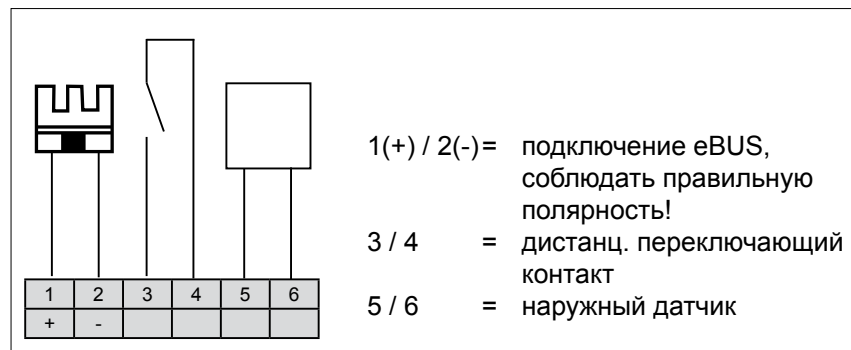 1(+) / 2(-)= подключение eBUS,
соблюдать правильную
полярность!
3 / 4 = дистанц. переключающий
контакт
5 / 6 = наружный датчик
1 2 3 4 5 6
+ -